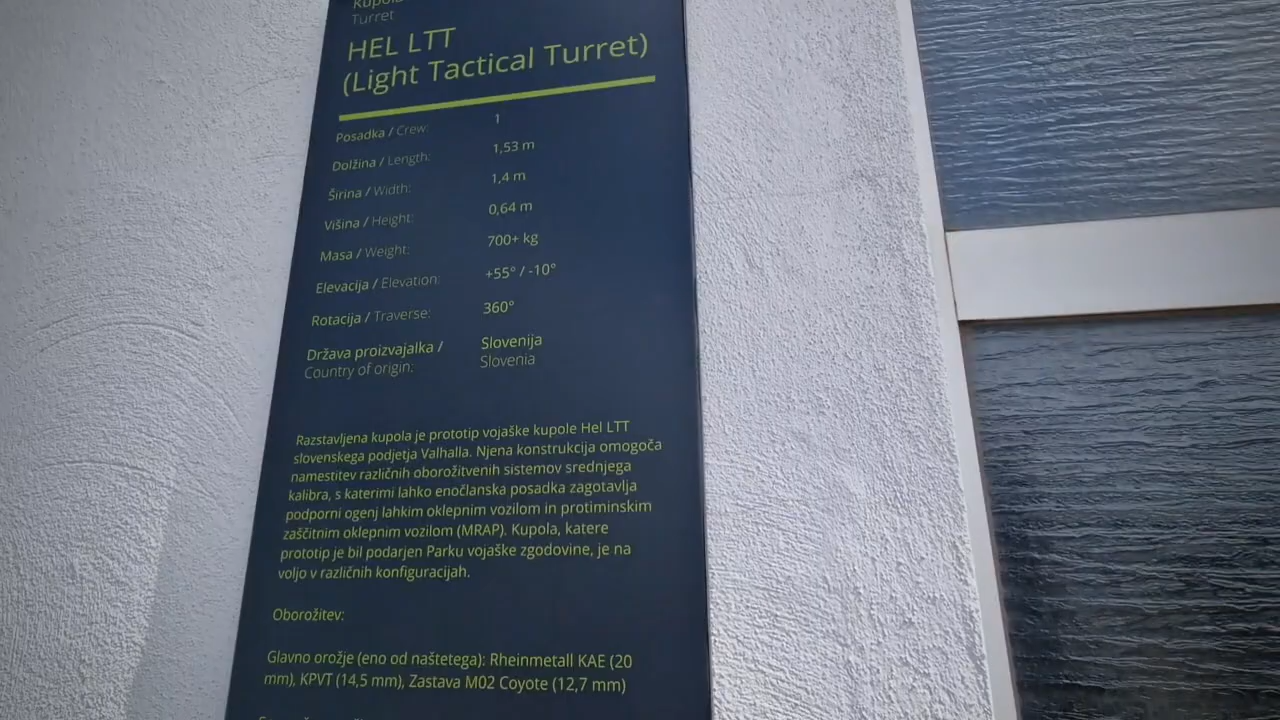 Kupola
Turret
HEL LTT
(Light Tactical Turret)
Posadka / Crew: 1
Dolžina / Length: 1,53 m
Širina / Width: 1,4 m
Višina / Height: 0,64 m
Masa / Weight: 700+ kg
Elevacija / Elevation: +55° / -10°
Rotacija / Traverse: 360°
Država proizvajalka / Slovenija
Country of origin: Slovenia
Razstavljena kupola je prototip vojaške kupole Hel LTT
slovenskega podjetja Valhalla. Njena konstrukcija omogoča
namestitev različnih oborožitvenih sistemov srednjega
kalibra, s katerimi lahko enočlanska posadka zagotavlja
podporni ogenj lahkim oklepnim vozilom in protiminskim
zaščitnim oklepnim vozilom (MRAP). Kupola, katere
prototip je bil podarjen Parku vojaške zgodovine, je na
voljo v različnih konfiguracijah.
Oborožitev:
Glavno orožje (eno od naštetega): Rheinmetall KAE (20
mm), KPVT (14,5 mm), Zastava M02 Coyote (12,7 mm)